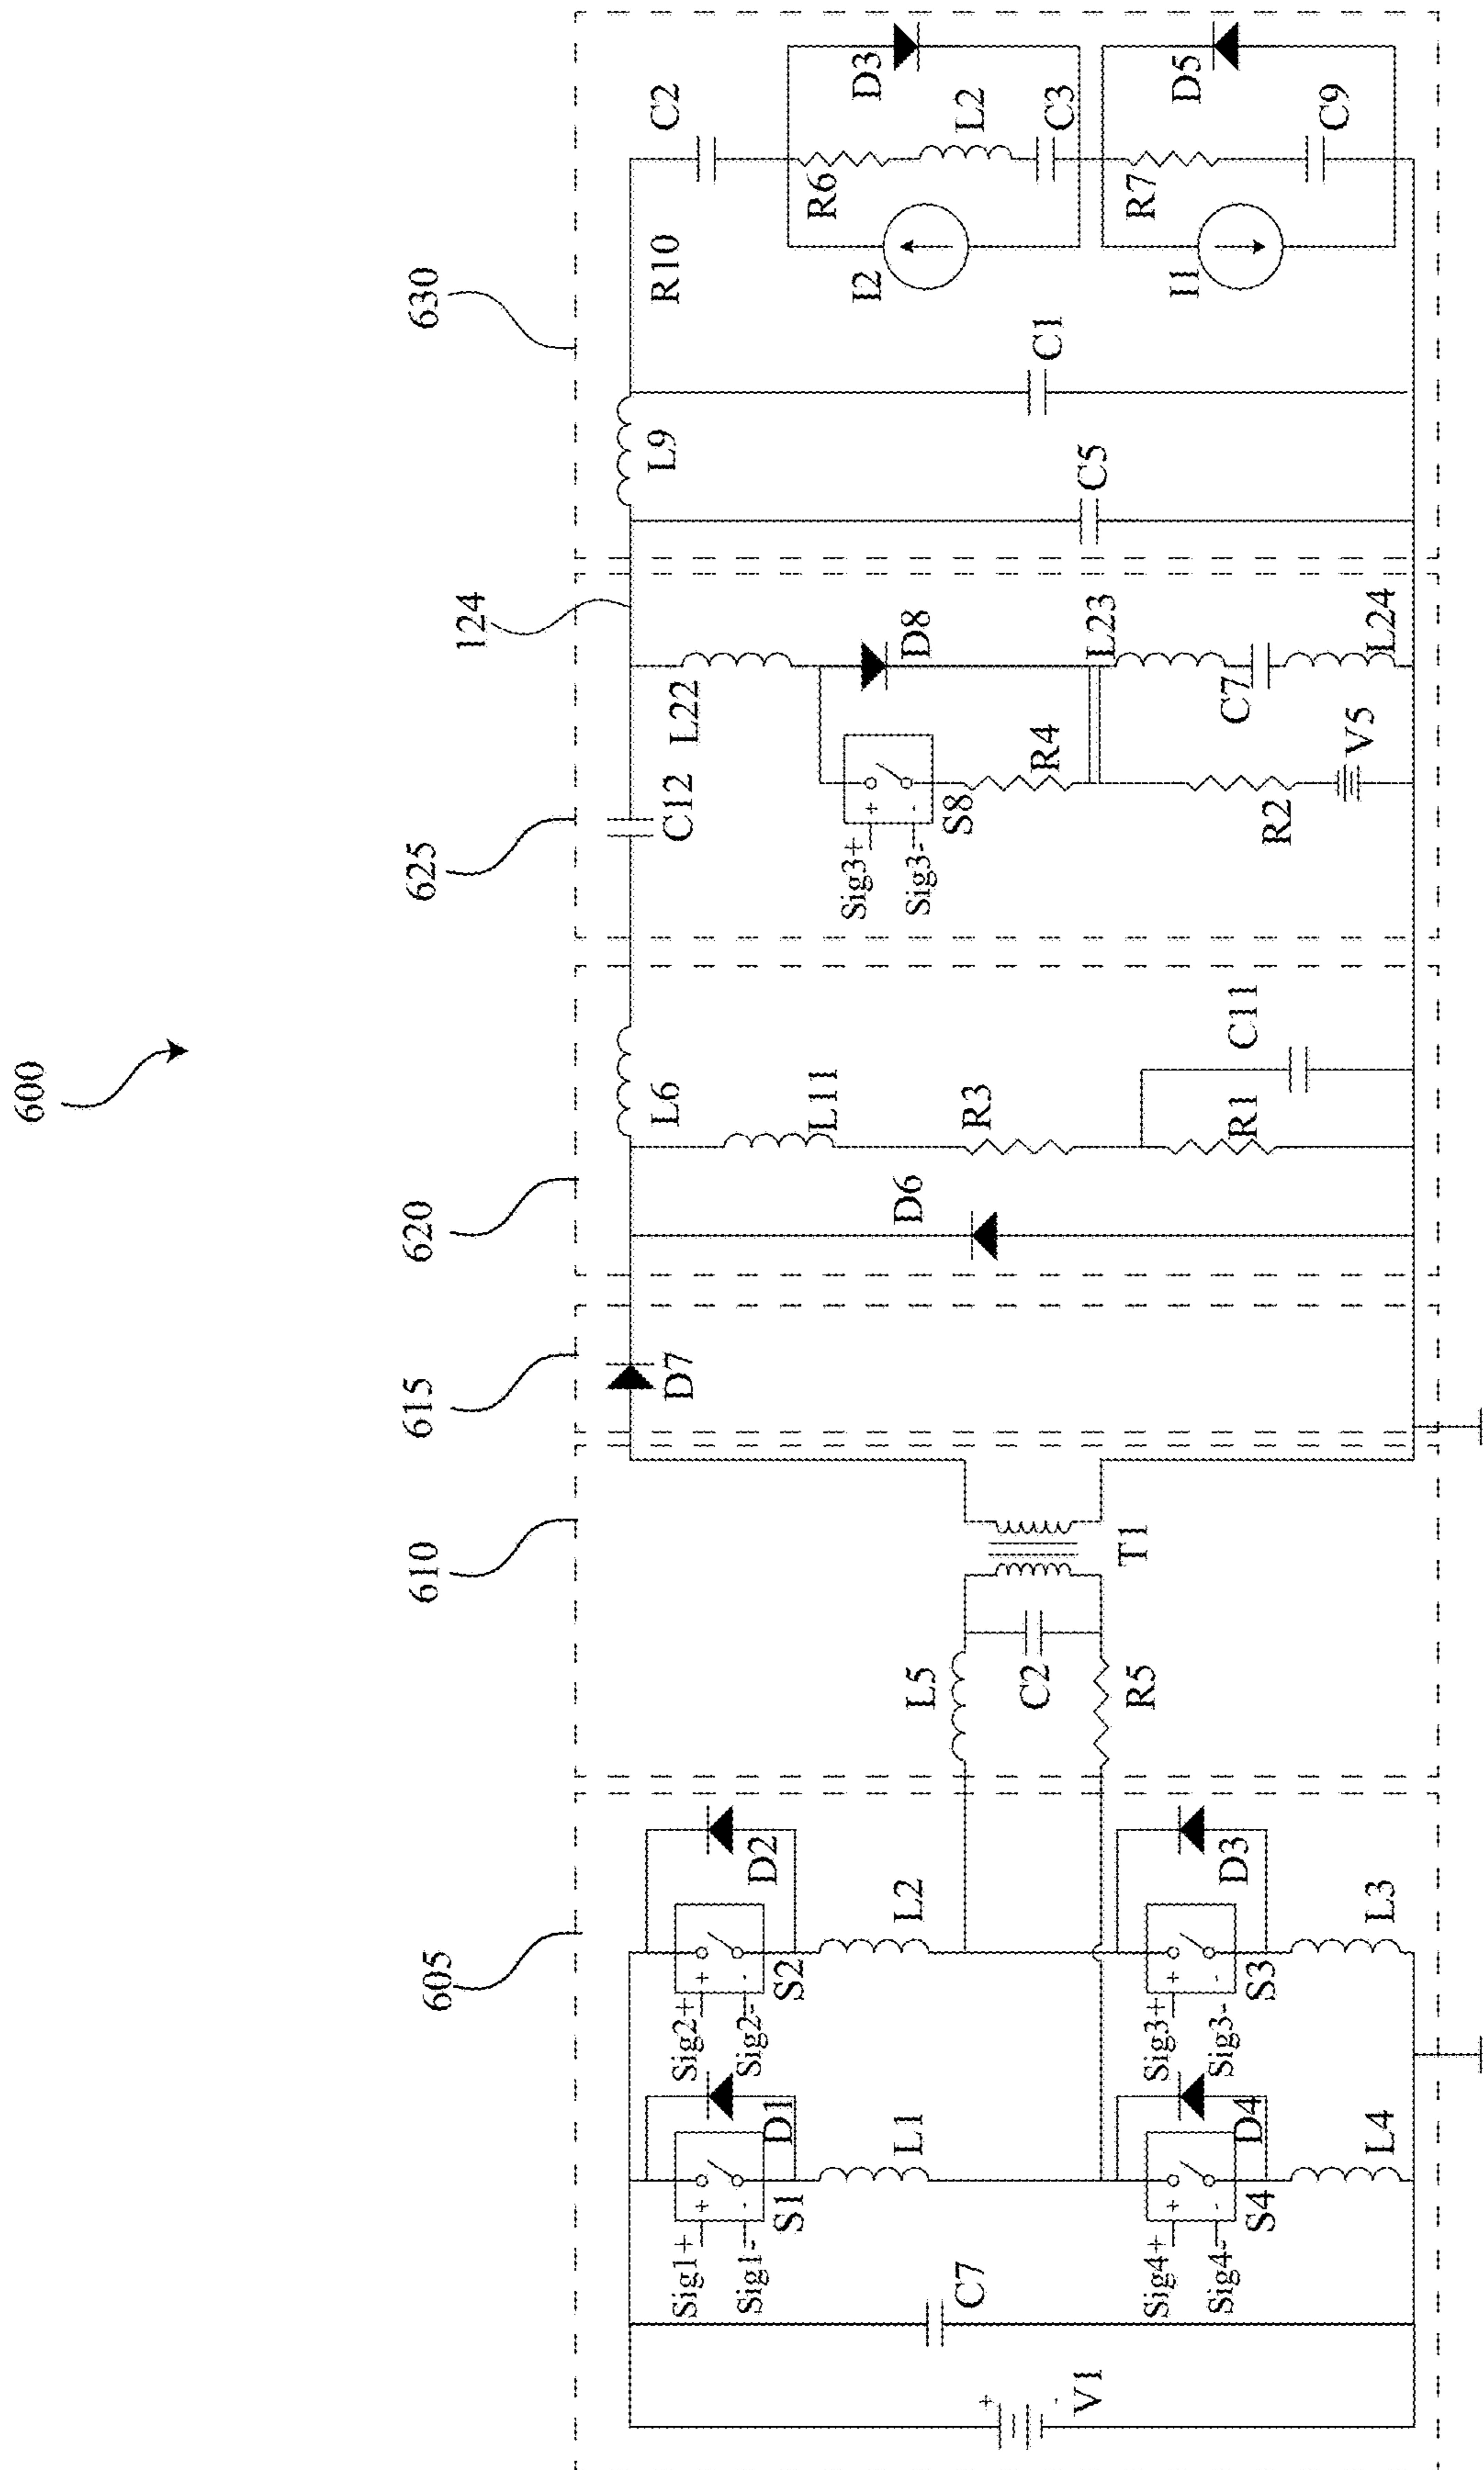 600
605
610
615
620
625
124
630
V1
+
-
C7
Sig1+
Sig1-
+
-
S1
D1
L1
Sig2+
Sig2-
+
-
S2
D2
L2
Sig4+
Sig4-
+
-
S4
D4
L4
Sig3+
Sig3-
+
-
S3
D3
L3
L5
C2
R5
T1
D7
D6
L6
L11
R3
R1
C11
C12
L22
Sig3+
Sig3-
+
-
S8
D8
R4
R2
V5
L23
C7
L24
L9
C5
C1
R10
C2
I2
R6
L2
C3
D3
I1
R7
C9
D5